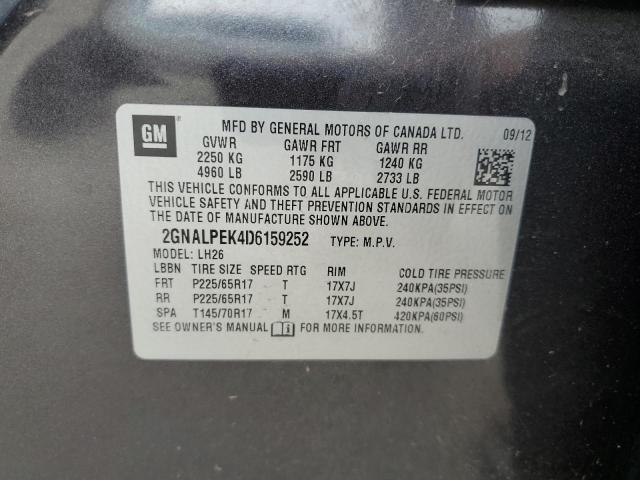 GM ®
MFD BY GENERAL MOTORS OF CANADA LTD. 09/12
GVWR GAWR FRT GAWR RR
2250 KG 1175 KG 1240 KG
4960 LB 2590 LB 2733 LB
THIS VEHICLE CONFORMS TO ALL APPLICABLE U.S. FEDERAL MOTOR
VEHICLE SAFETY AND THEFT PREVENTION STANDARDS IN EFFECT ON
THE DATE OF MANUFACTURE SHOWN ABOVE.
2GNALPEK4D6159252 TYPE: M.P.V.
MODEL: LH26
LBBN TIRE SIZE SPEED RTG RIM COLD TIRE PRESSURE
FRT P225/65R17 T 17X7J 240KPA(35PSI)
RR P225/65R17 T 17X7J 240KPA(35PSI)
SPA T145/70R17 M 17X4.5T 420KPA(60PSI)
SEE OWNER'S MANUAL FOR MORE INFORMATION.